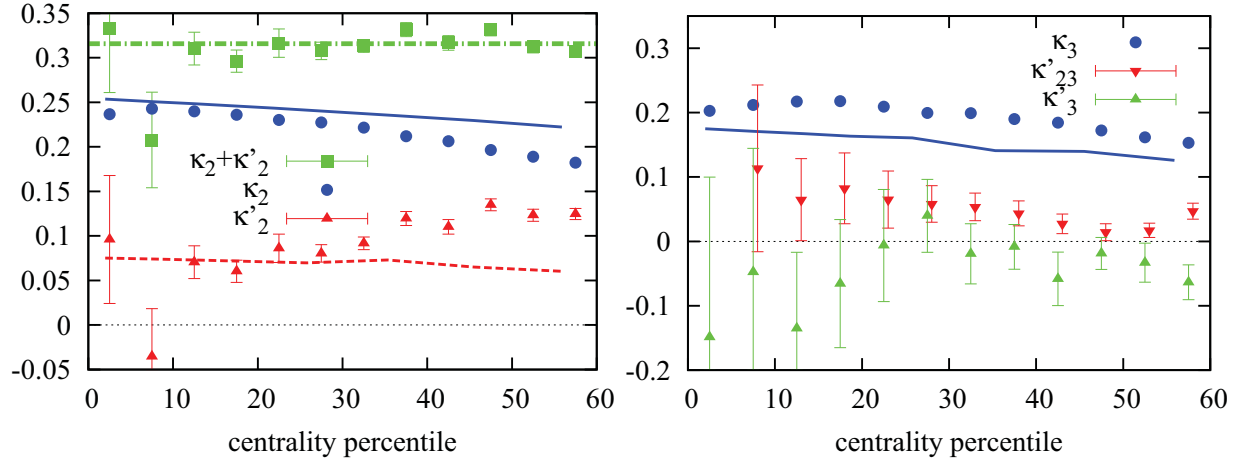 0.35
0.3
0.25
0.2
0.15
0.1
0.05
0
-0.05
κ₂+κ'₂
κ₂
κ'₂
0 10 20 30 40 50 60
centrality percentile
0.3
0.2
0.1
0
-0.1
-0.2
κ₃
κ'₂₃
κ'₃
0 10 20 30 40 50 60
centrality percentile